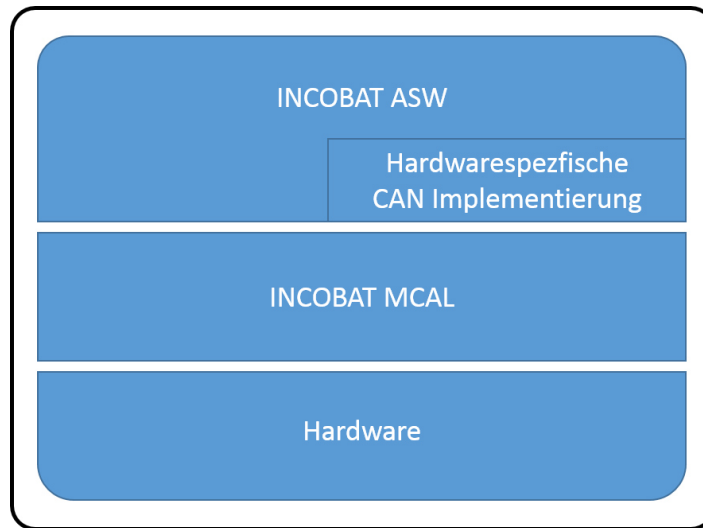 INCOBAT ASW
Hardwarespezfische
CAN Implementierung
INCOBAT MCAL
Hardware